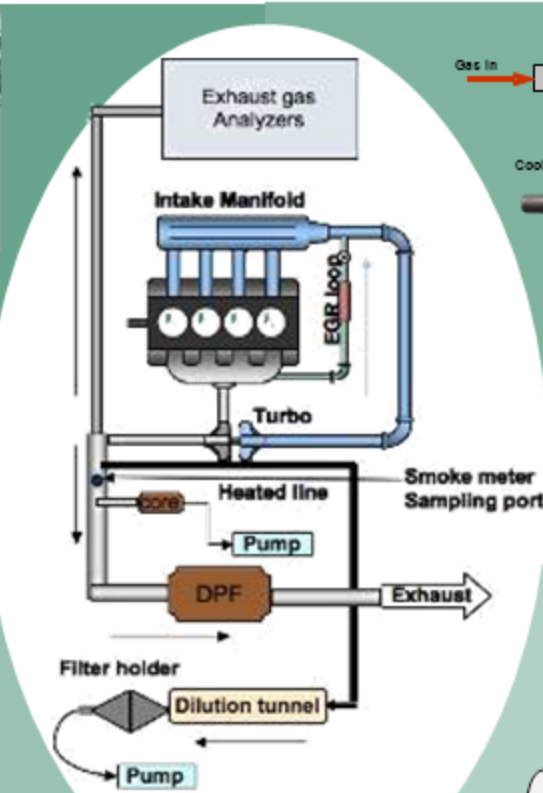 Exhaust gas
Analyzers
Gas In
Intake Manifold
EGR loop
Turbo
Heated line
Smoke meter
Sampling port
core
Pump
DPF
Exhaust
Filter holder
Dilution tunnel
Pump